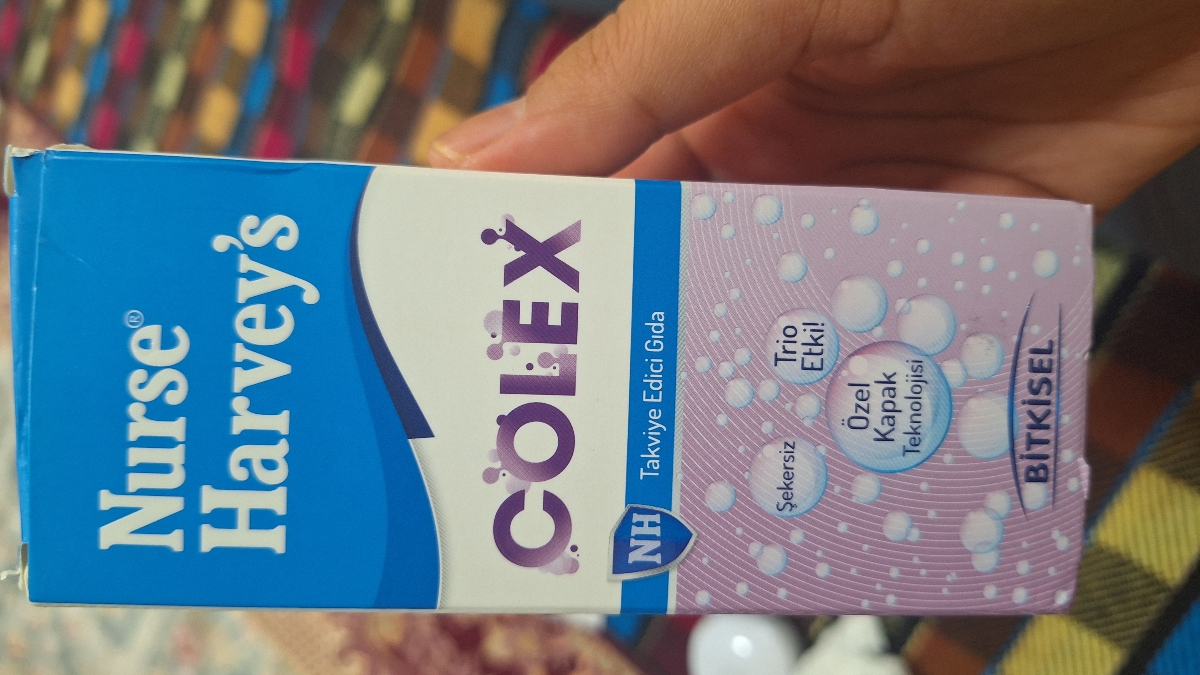 Nurse®
Harvey's
COLEX
NH
Takviye Edici Gıda
Şekersiz
Trio
Etki!
Özel
Kapak
Teknolojisi
BİTKİSEL